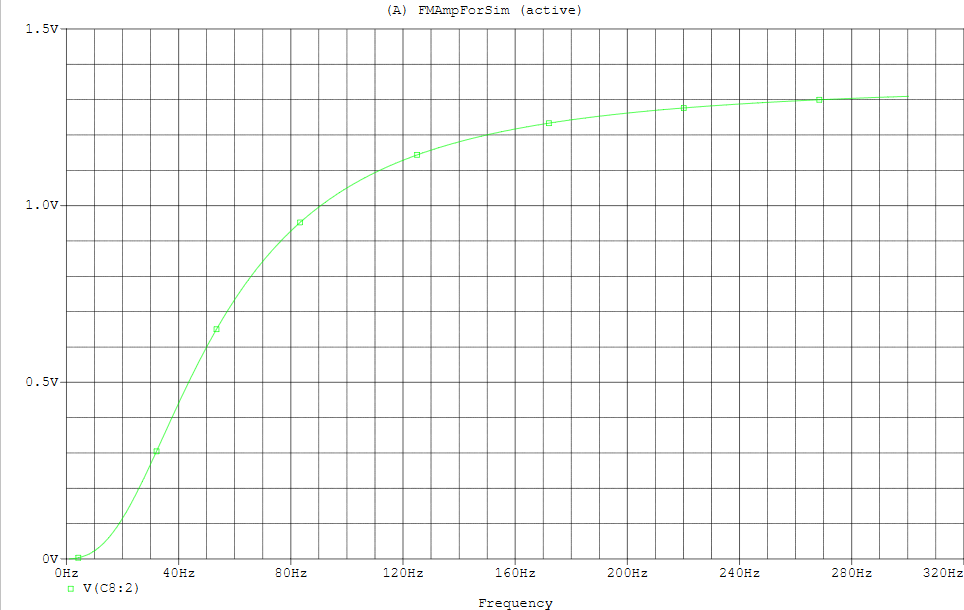 (A) FMAmpForSim (active)
1.5V
1.0V
0.5V
0V
0Hz 40Hz 80Hz 120Hz 160Hz 200Hz 240Hz 280Hz 320Hz
V(C8:2)
Frequency